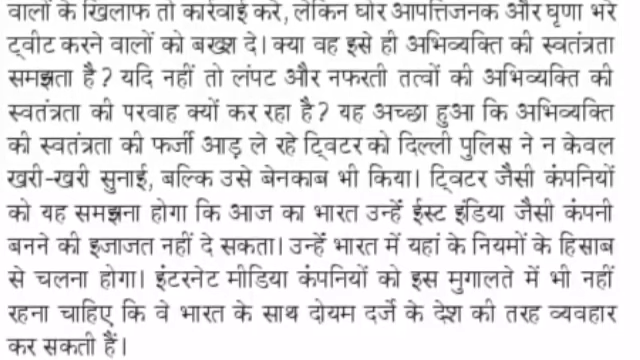 वालों के खिलाफ तो कार्रवाई करे, लेकिन घोर आपत्तिजनक और घृणा भरे
ट्वीट करने वालों को बख्श दे। क्या वह इसे ही अभिव्यक्ति की स्वतंत्रता
समझता है? यदि नहीं तो लंपट और नफरती तत्वों की अभिव्यक्ति की
स्वतंत्रता की परवाह क्यों कर रहा है? यह अच्छा हुआ कि अभिव्यक्ति
की स्वतंत्रता की फर्जी आड़ ले रहे ट्विटर को दिल्ली पुलिस ने न केवल
खरी-खरी सुनाई, बल्कि उसे बेनकाब भी किया। ट्विटर जैसी कंपनियों
को यह समझना होगा कि आज का भारत उन्हें ईस्ट इंडिया जैसी कंपनी
बनने की इजाजत नहीं दे सकता। उन्हें भारत में यहां के नियमों के हिसाब
से चलना होगा। इंटरनेट मीडिया कंपनियों को इस मुगालते में भी नहीं
रहना चाहिए कि वे भारत के साथ दोयम दर्जे के देश की तरह व्यवहार
कर सकती हैं।